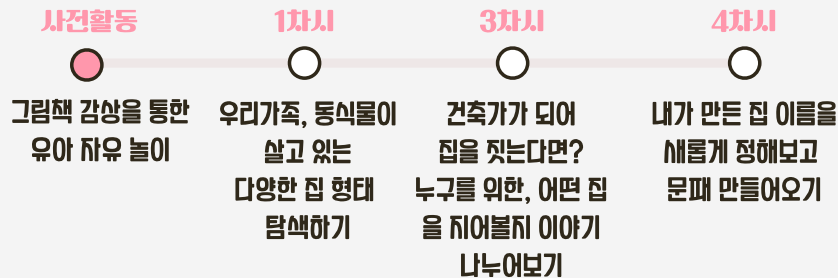 사전활동
그림책 감상을 통한
유아 자유 놀이
1차시
우리가족, 동식물이
살고 있는
다양한 집 형태
탐색하기
3차시
건축가가 되어
집을 짓는다면?
누구를 위한, 어떤 집
을 지어볼지 이야기
나누어보기
4차시
내가 만든 집 이름을
새롭게 정해보고
문패 만들어오기